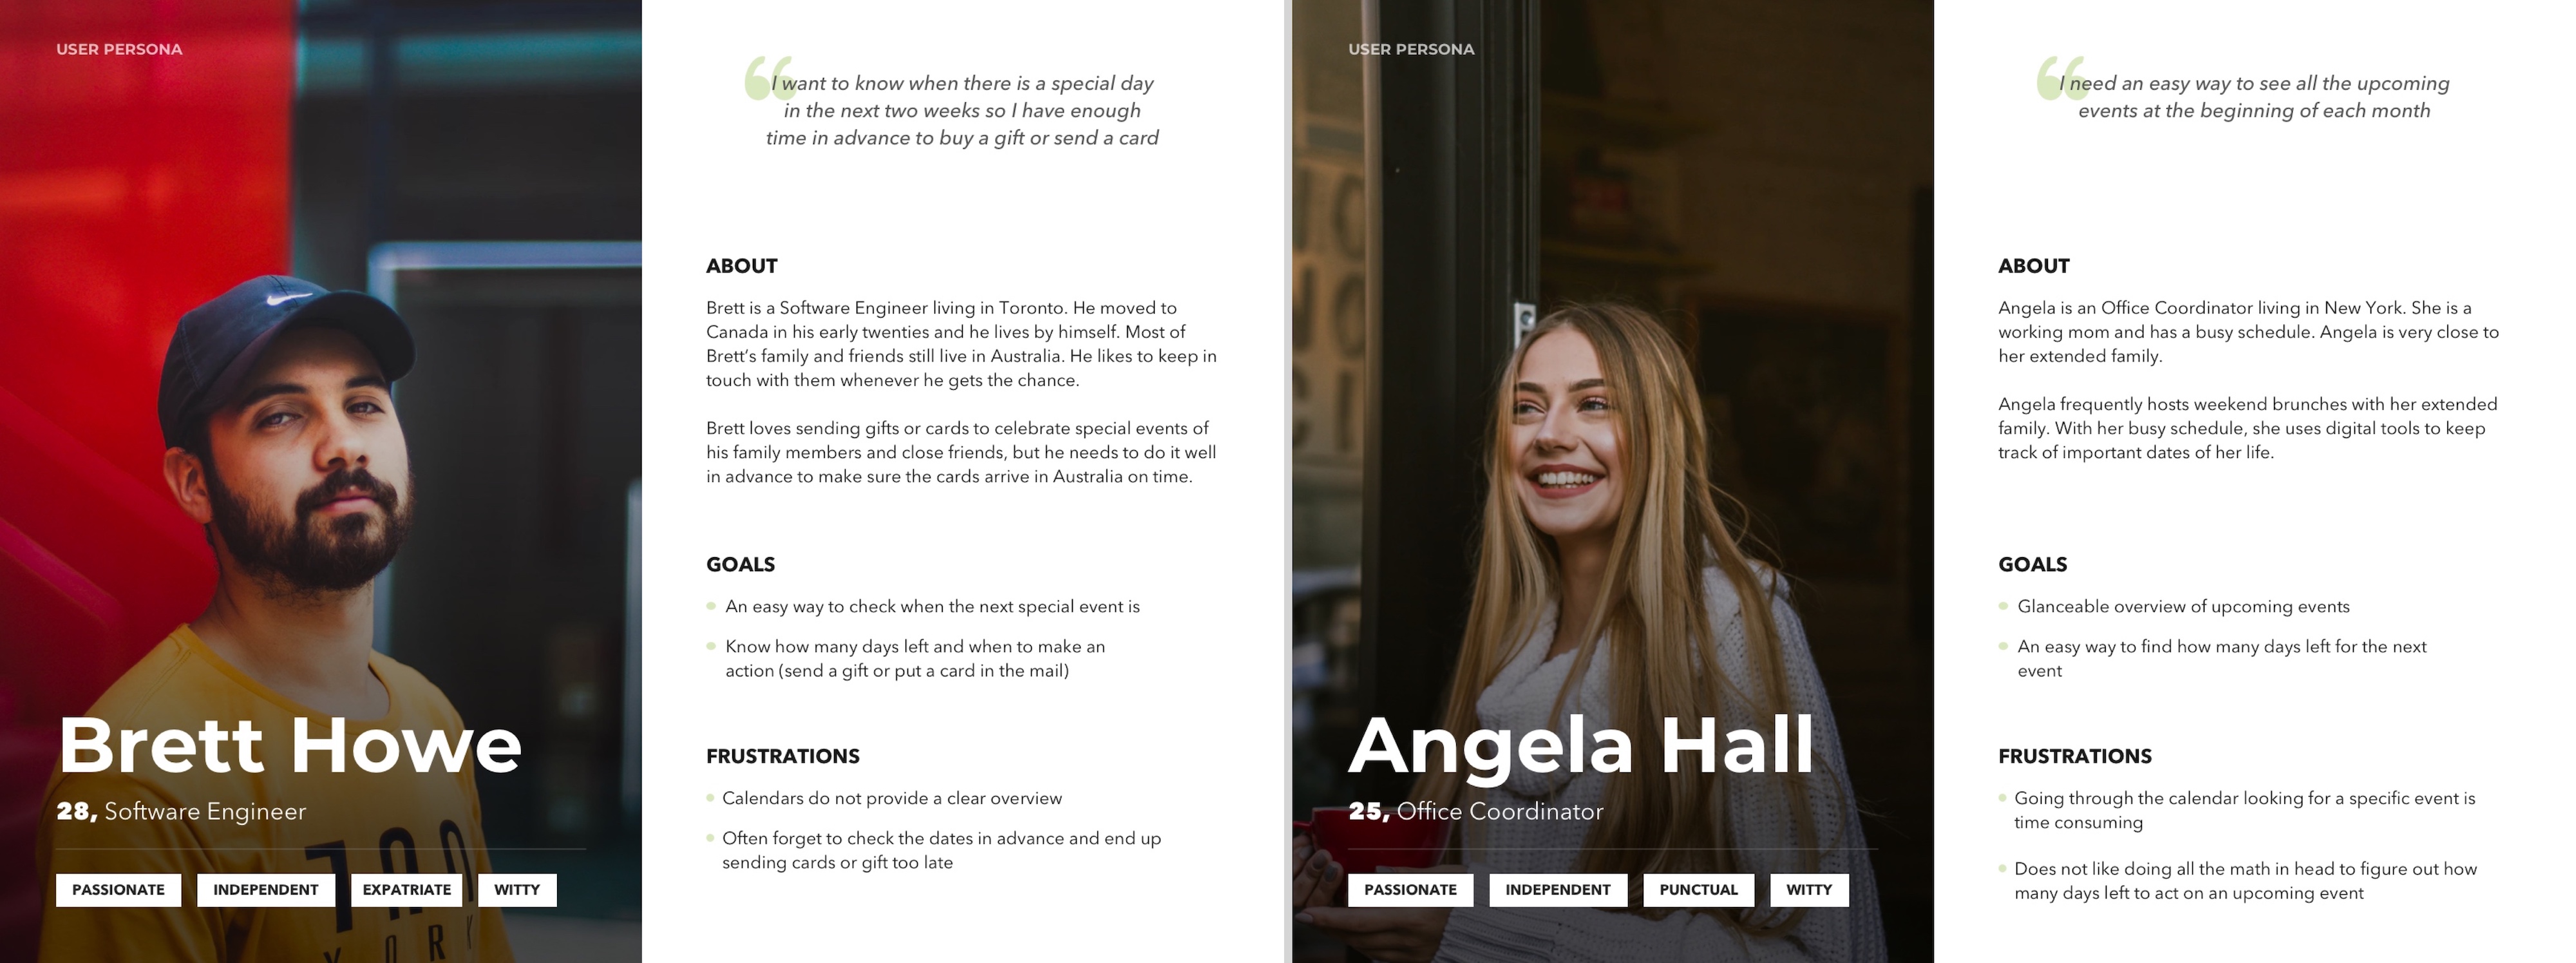 USER PERSONA
Brett Howe
28, Software Engineer
PASSIONATE INDEPENDENT EXPATRIATE WITTY
I want to know when there is a special day
in the next two weeks so I have enough
time in advance to buy a gift or send a card
ABOUT
Brett is a Software Engineer living in Toronto. He moved to
Canada in his early twenties and he lives by himself. Most of
Brett’s family and friends still live in Australia. He likes to keep in
touch with them whenever he gets the chance.
Brett loves sending gifts or cards to celebrate special events of
his family members and close friends, but he needs to do it well
in advance to make sure the cards arrive in Australia on time.
GOALS
An easy way to check when the next special event is
Know how many days left and when to make an
action (send a gift or put a card in the mail)
FRUSTRATIONS
Calendars do not provide a clear overview
Often forget to check the dates in advance and end up
sending cards or gift too late
USER PERSONA
Angela Hall
25, Office Coordinator
PASSIONATE INDEPENDENT PUNCTUAL WITTY
I need an easy way to see all the upcoming
events at the beginning of each month
ABOUT
Angela is an Office Coordinator living in New York. She is a
working mom and has a busy schedule. Angela is very close to
her extended family.
Angela frequently hosts weekend brunches with her extended
family. With her busy schedule, she uses digital tools to keep
track of important dates of her life.
GOALS
Glanceable overview of upcoming events
An easy way to find how many days left for the next
event
FRUSTRATIONS
Going through the calendar looking for a specific event is
time consuming
Does not like doing all the math in head to figure out how
many days left to act on an upcoming event